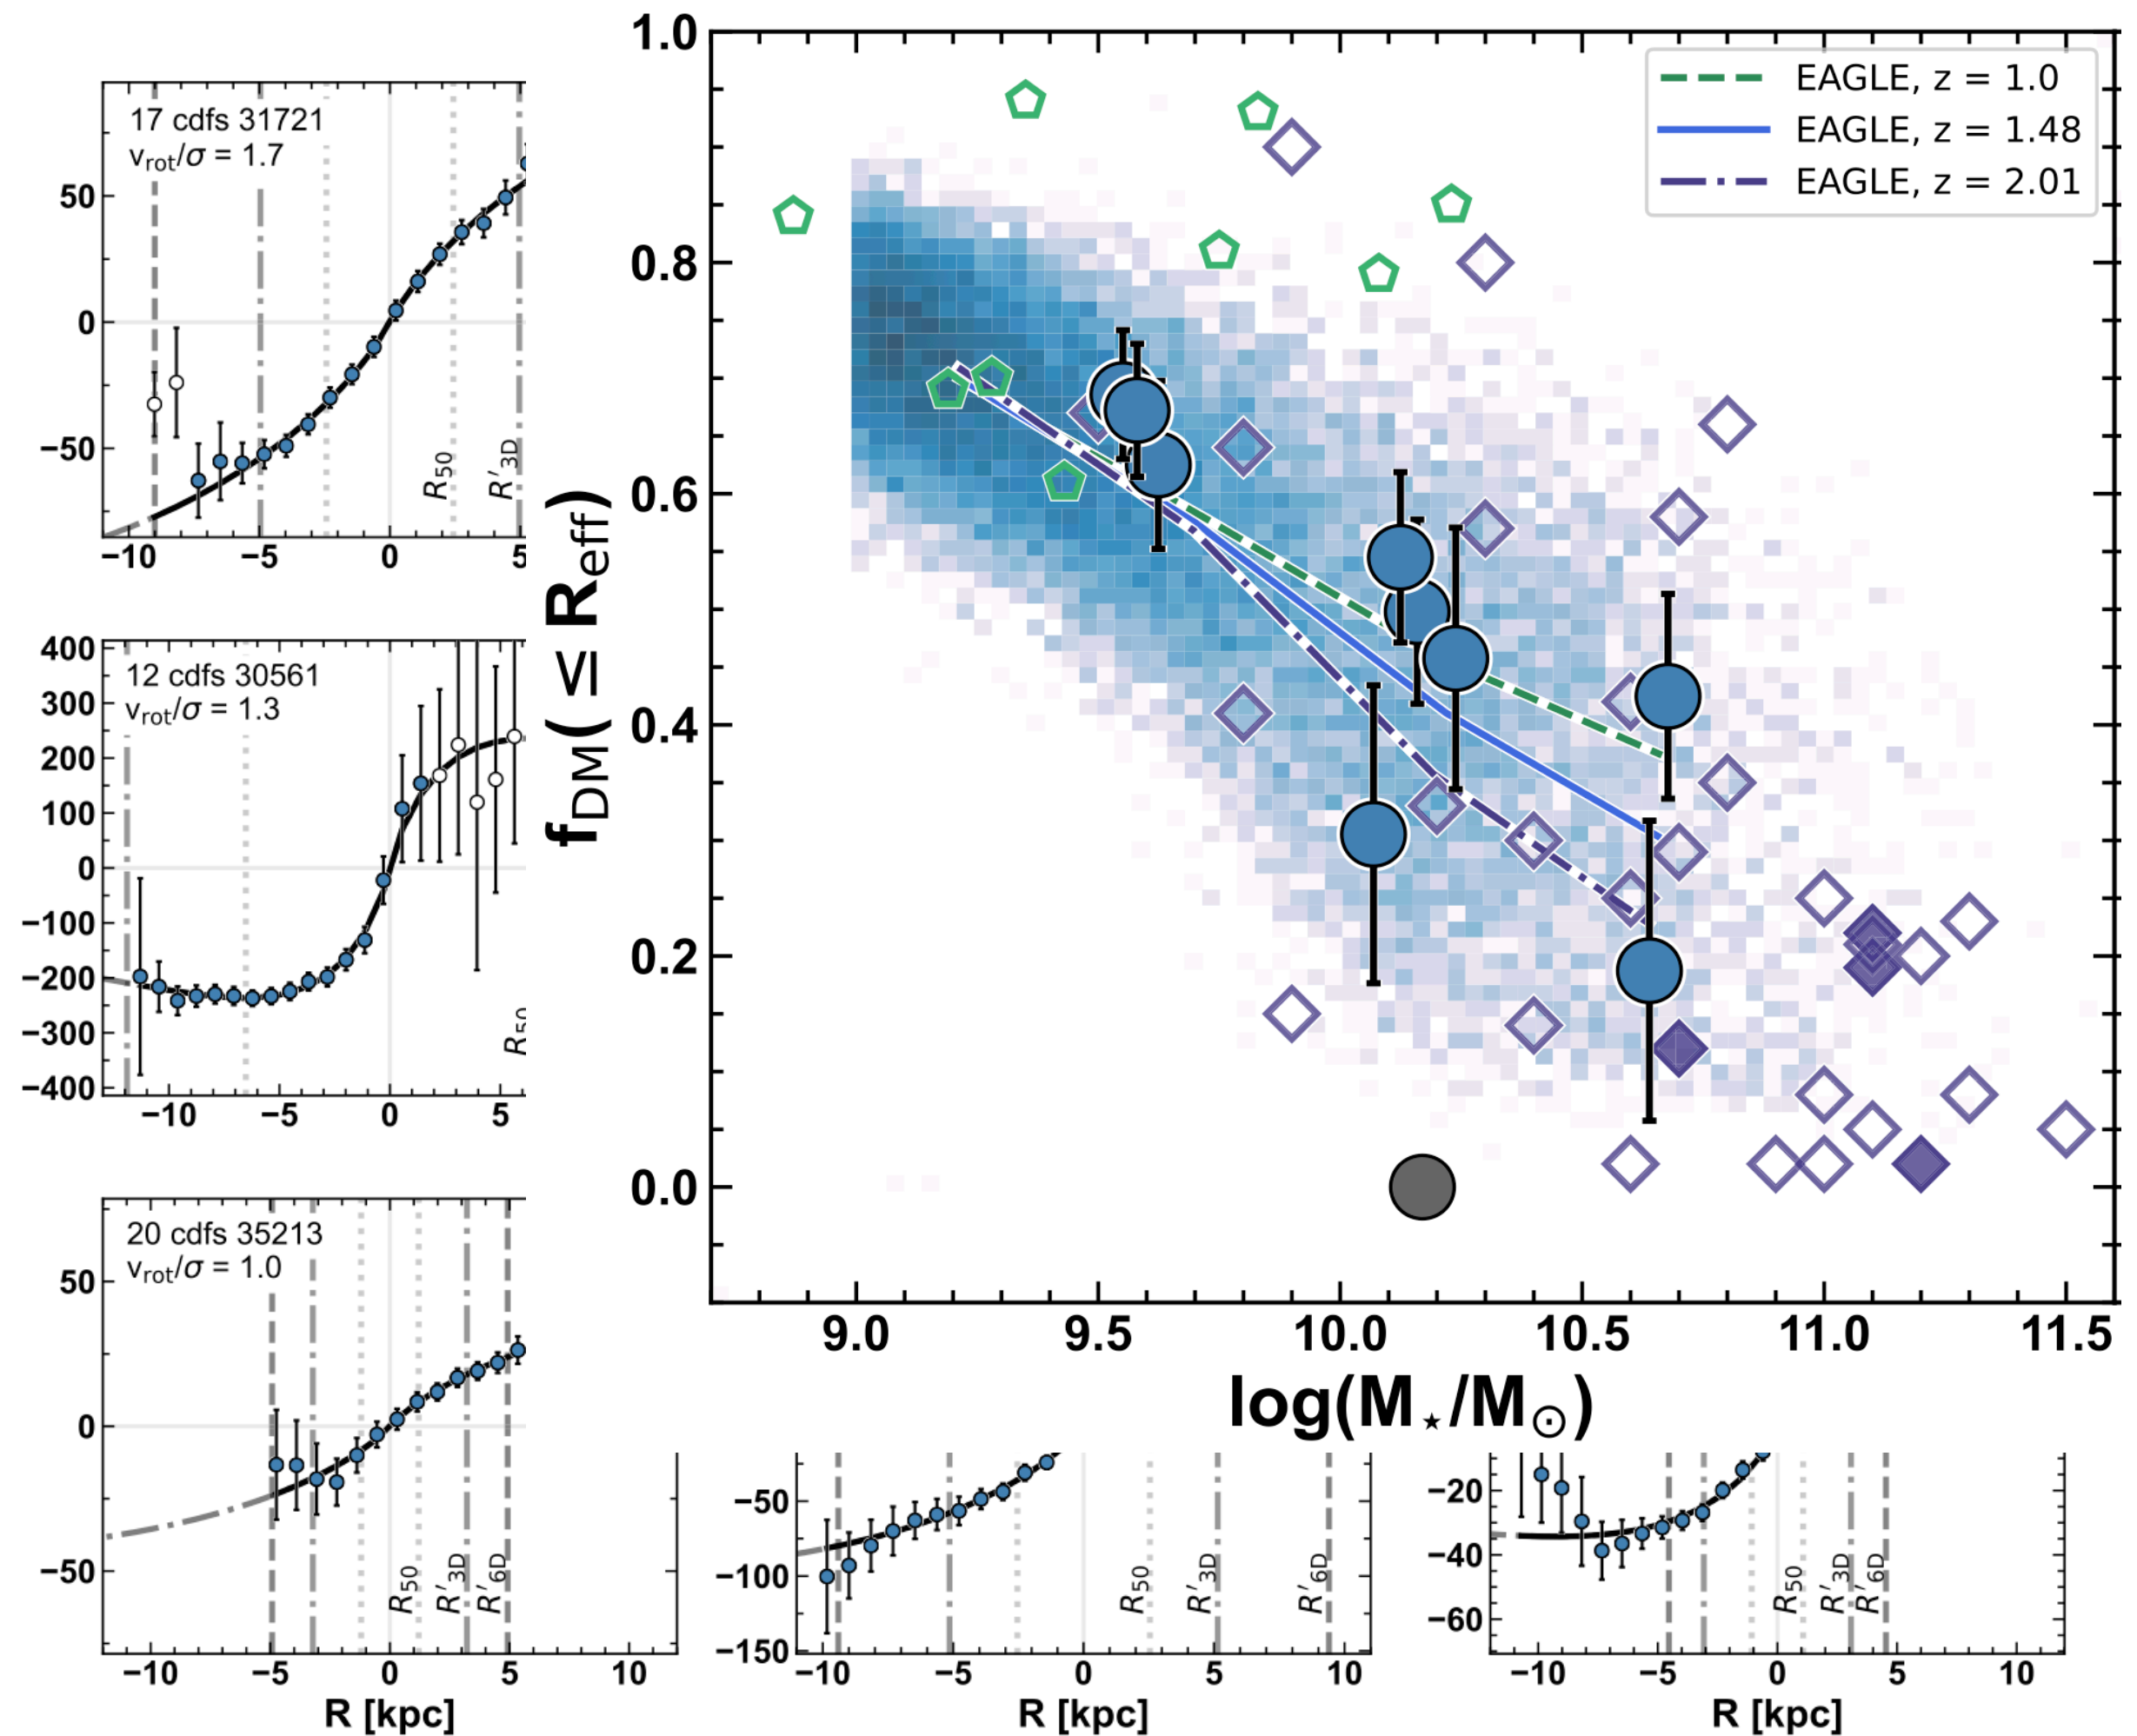 17 cdfs 31721
v_rot/σ = 1.7
50
0
−50
R_50
R'_3D
−10 −5 0 5
12 cdfs 30561
v_rot/σ = 1.3
400
300
200
100
0
−100
−200
−300
−400
R_50
−10 −5 0 5
20 cdfs 35213
v_rot/σ = 1.0
50
0
−50
R_50
R'_3D
R'_6D
−10 −5 0 5 10
R [kpc]
f_DM(≤ R_eff)
1.0
0.8
0.6
0.4
0.2
0.0
EAGLE, z = 1.0
EAGLE, z = 1.48
EAGLE, z = 2.01
9.0 9.5 10.0 10.5 11.0 11.5
log(M⋆/M⊙)
−50
−100
−150
R_50
R'_3D
R'_6D
−10 −5 0 5 10
R [kpc]
−20
−40
−60
R_50
R'_3D
R'_6D
−10 −5 0 5 10
R [kpc]